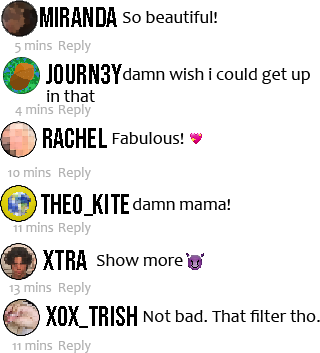 MIRANDA So beautiful!
5 mins Reply
JOURN3Y damn wish i could get up
in that
4 mins Reply
RACHEL Fabulous! 💖
10 mins Reply
THEO_KITE damn mama!
11 mins Reply
XTRA Show more 😈
13 mins Reply
XOX_TRISH Not bad. That filter tho.
11 mins Reply